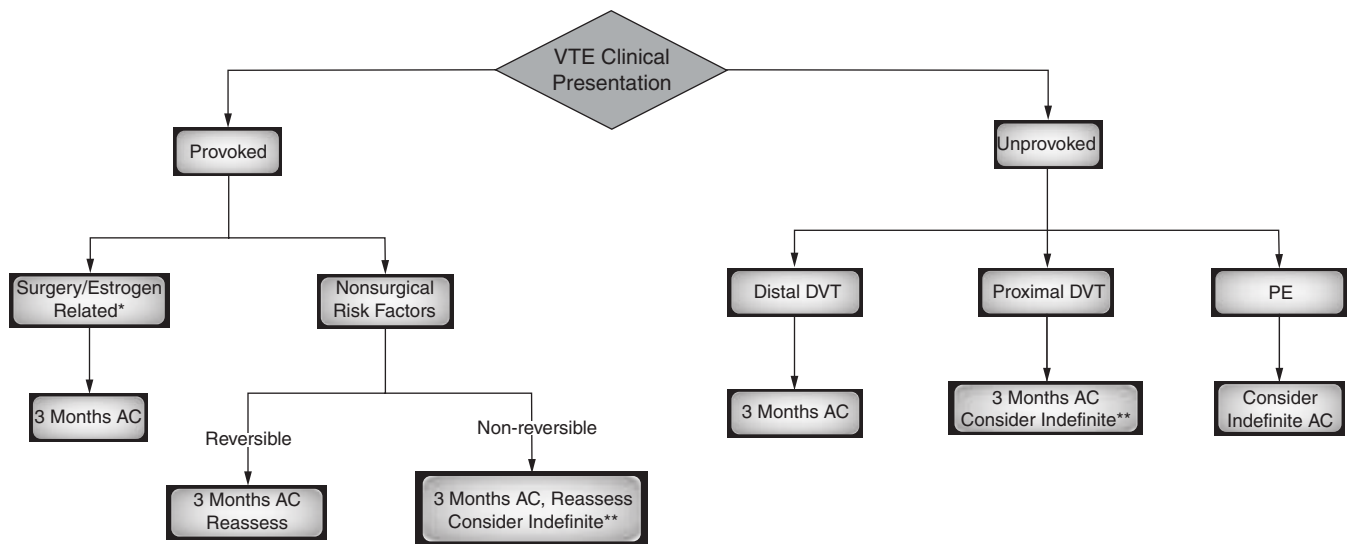 VTE Clinical
Presentation
Provoked
Unprovoked
Surgery/Estrogen
Related*
Nonsurgical
Risk Factors
Distal DVT
Proximal DVT
PE
3 Months AC
Reversible
Non-reversible
3 Months AC
3 Months AC
Consider Indefinite**
Consider
Indefinite AC
3 Months AC
Reassess
3 Months AC, Reassess
Consider Indefinite**